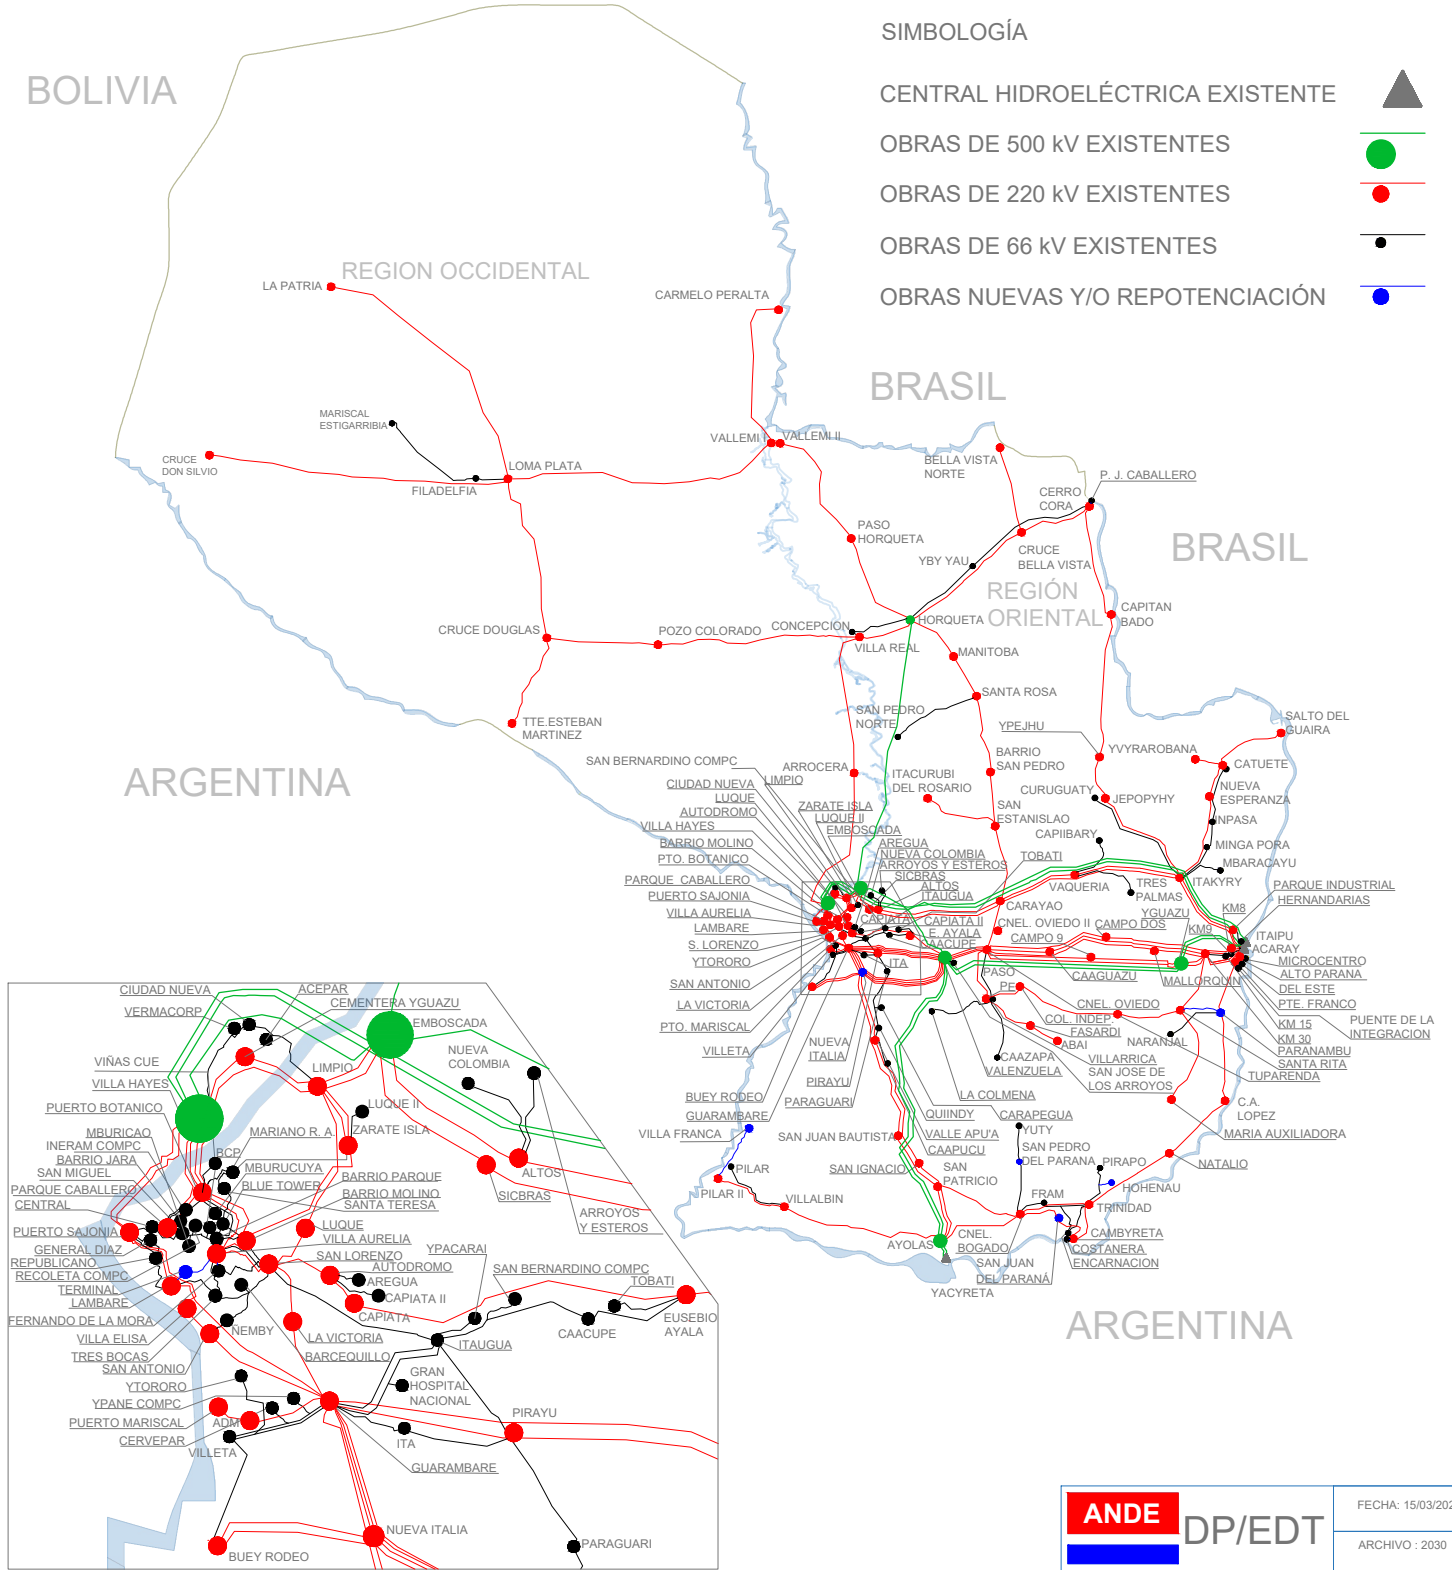 SIMBOLOGÍA
CENTRAL HIDROELÉCTRICA EXISTENTE
OBRAS DE 500 kV EXISTENTES
OBRAS DE 220 kV EXISTENTES
OBRAS DE 66 kV EXISTENTES
OBRAS NUEVAS Y/O REPOTENCIACIÓN
BOLIVIA
REGION OCCIDENTAL
LA PATRIA
CARMELO PERALTA
BRASIL
MARISCAL
ESTIGARRIBIA
CRUCE
DON SILVIO
FILADELFIA
LOMA PLATA
VALLEMI I
VALLEMI II
BELLA VISTA
NORTE
P. J. CABALLERO
CERRO
CORA
PASO
HORQUETA
CRUCE
BELLA VISTA
BRASIL
YBY YAU
REGIÓN
ORIENTAL
CAPITAN
BADO
CRUCE DOUGLAS
POZO COLORADO
CONCEPCION
VILLA REAL
HORQUETA
MANITOBA
SANTA ROSA
TTE.ESTEBAN
MARTINEZ
SAN PEDRO
NORTE
YPEJHU
SALTO DEL
GUAIRA
YVYRAROBANA
CATUETE
ARGENTINA
SAN BERNARDINO COMPC
CIUDAD NUEVA
LUQUE
AUTODROMO
VILLA HAYES
BARRIO MOLINO
PTO. BOTANICO
PARQUE CABALLERO
PUERTO SAJONIA
VILLA AURELIA
LAMBARE
S. LORENZO
YTORORO
SAN ANTONIO
LA VICTORIA
PTO. MARISCAL
VILLETA
ARROCERA
LIMPIO
ITACURUBI
DEL ROSARIO
BARRIO
SAN PEDRO
SAN
ESTANISLAO
CURUGUATY
JEPOPYHY
NUEVA
ESPERANZA
INPASA
CAPIIBARY
MINGA PORA
MBARACAYU
ZARATE ISLA
LUQUE II
EMBOSCADA
AREGUA
NUEVA COLOMBIA
ARROYOS Y ESTEROS
SICBRAS
ALTOS
ITAUGUA
TOBATI
CAPIATA
CAPIATA II
E. AYALA
CAACUPE
ITA
VAQUERIA
TRES
PALMAS
ITAKYRY
PARQUE INDUSTRIAL
HERNANDARIAS
CARAYAO
CNEL. OVIEDO II
CAMPO DOS
YGUAZU
KM8
KM9
CAMPO 9
ITAIPU
ACARAY
MICROCENTRO
ALTO PARANA
DEL ESTE
PTE. FRANCO
PUENTE DE LA
INTEGRACION
KM 15
KM 30
PARANAMBU
SANTA RITA
TUPARENDA
PASO
PE
CAAGUAZU
MALLORQUIN
CNEL. OVIEDO
COL. INDEP.
FASARDI
ABAI
NARANJAL
VILLARRICA
SAN JOSE DE
LOS ARROYOS
CAAZAPA
VALENZUELA
LA COLMENA
NUEVA
ITALIA
PIRAYU
BUEY RODEO
PARAGUARI
GUARAMBARE
QUIINDY
CARAPEGUA
VILLA FRANCA
SAN JUAN BAUTISTA
VALLE APU'A
CAAPUCU
YUTY
SAN PEDRO
DEL PARANA
SAN IGNACIO
SAN
PATRICIO
PILAR
PILAR II
VILLALBIN
C.A.
LOPEZ
MARIA AUXILIADORA
NATALIO
PIRAPO
HOHENAU
FRAM
TRINIDAD
AYOLAS
CNEL.
BOGADO
CAMBYRETA
COSTANERA
ENCARNACION
SAN JUAN
DEL PARANÁ
YACYRETA
ARGENTINA
CIUDAD NUEVA
ACEPAR
CEMENTERA YGUAZU
VERMACORP
EMBOSCADA
VIÑAS CUE
LIMPIO
NUEVA
COLOMBIA
VILLA HAYES
PUERTO BOTANICO
LUQUE II
ZARATE ISLA
MBURICAO
MARIANO R. A.
INERAM COMPC
BCP
BARRIO JARA
MBURUCUYA
SAN MIGUEL
BARRIO PARQUE
BLUE TOWER
PARQUE CABALLERO
BARRIO MOLINO
CENTRAL
SANTA TERESA
ALTOS
SICBRAS
ARROYOS
Y ESTEROS
PUERTO SAJONIA
LUQUE
VILLA AURELIA
GENERAL DIAZ
SAN LORENZO
YPACARAI
REPUBLICANO
AUTODROMO
RECOLETA COMPC
AREGUA
SAN BERNARDINO COMPC
TERMINAL
CAPIATA II
TOBATI
LAMBARE
CAPIATA
FERNANDO DE LA MORA
NEMBY
CAACUPE
EUSEBIO
AYALA
VILLA ELISA
LA VICTORIA
ITAUGUA
TRES BOCAS
BARCEQUILLO
SAN ANTONIO
GRAN
HOSPITAL
NACIONAL
YTORORO
YPANE COMPC
PUERTO MARISCAL
ADM
PIRAYU
CERVEPAR
ITA
VILLETA
GUARAMBARE
NUEVA ITALIA
BUEY RODEO
PARAGUARI
ANDE
DP/EDT
FECHA: 15/03/202
ARCHIVO : 2030